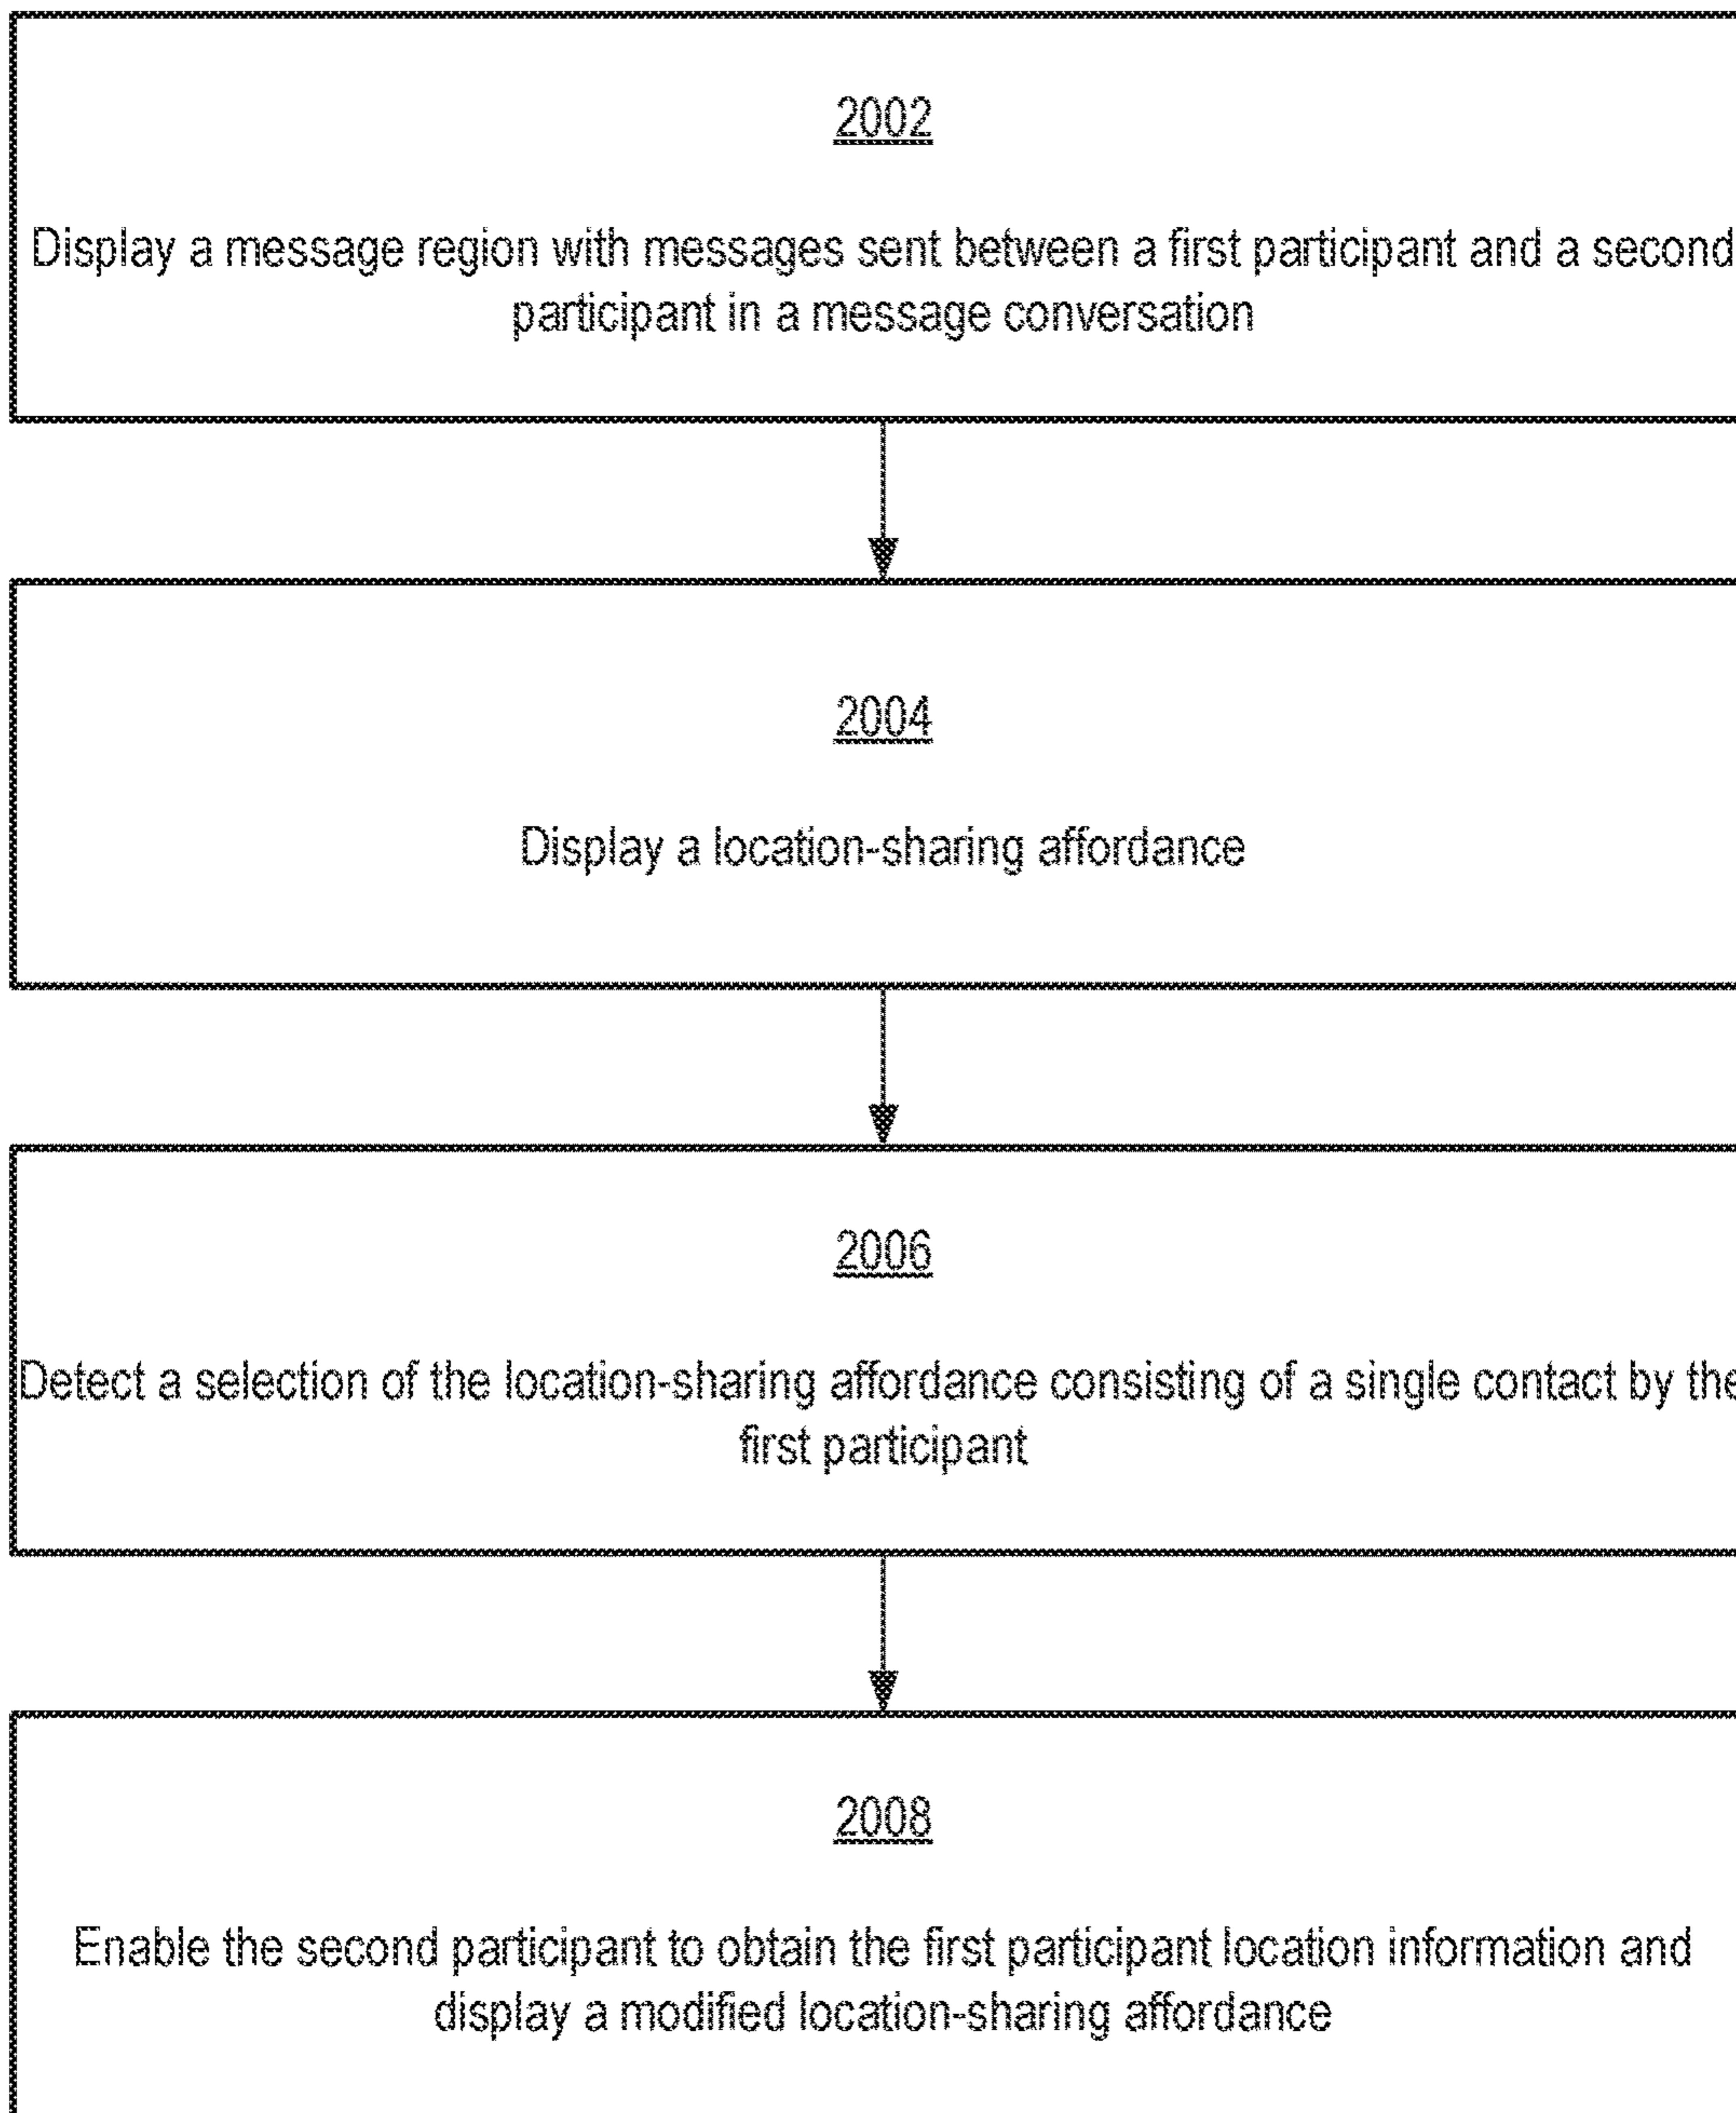 2002
Display a message region with messages sent between a first participant and a second
participant in a message conversation
2004
Display a location-sharing affordance
2006
Detect a selection of the location-sharing affordance consisting of a single contact by the
first participant
2008
Enable the second participant to obtain the first participant location information and
display a modified location-sharing affordance